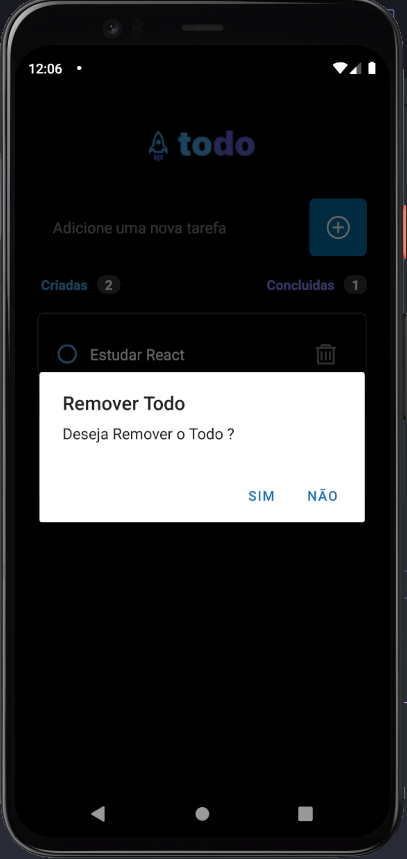 12:06
todo
Adicione uma nova tarefa
Criadas 2
Concluidas 1
Estudar React
Remover Todo
Deseja Remover o Todo ?
SIM NÃO